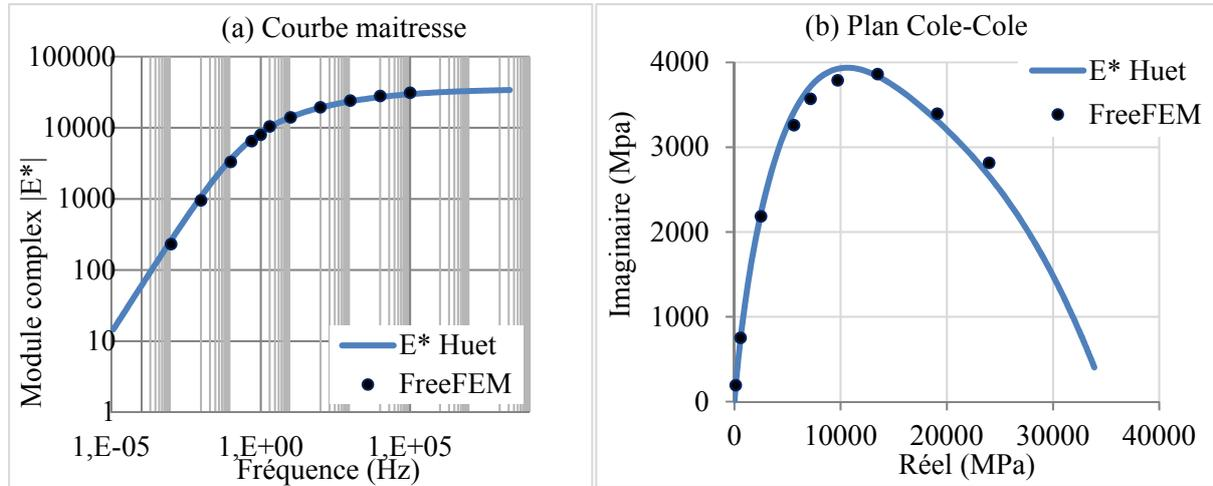 (a) Courbe maitresse
Module complex |E*|
100000
10000
1000
100
10
1
1,E-05
1,E+00
1,E+05
Fréquence (Hz)
E* Huet
FreeFEM
(b) Plan Cole-Cole
Imaginaire (Mpa)
4000
3000
2000
1000
0
0
10000
20000
30000
40000
Réel (MPa)
E* Huet
FreeFEM